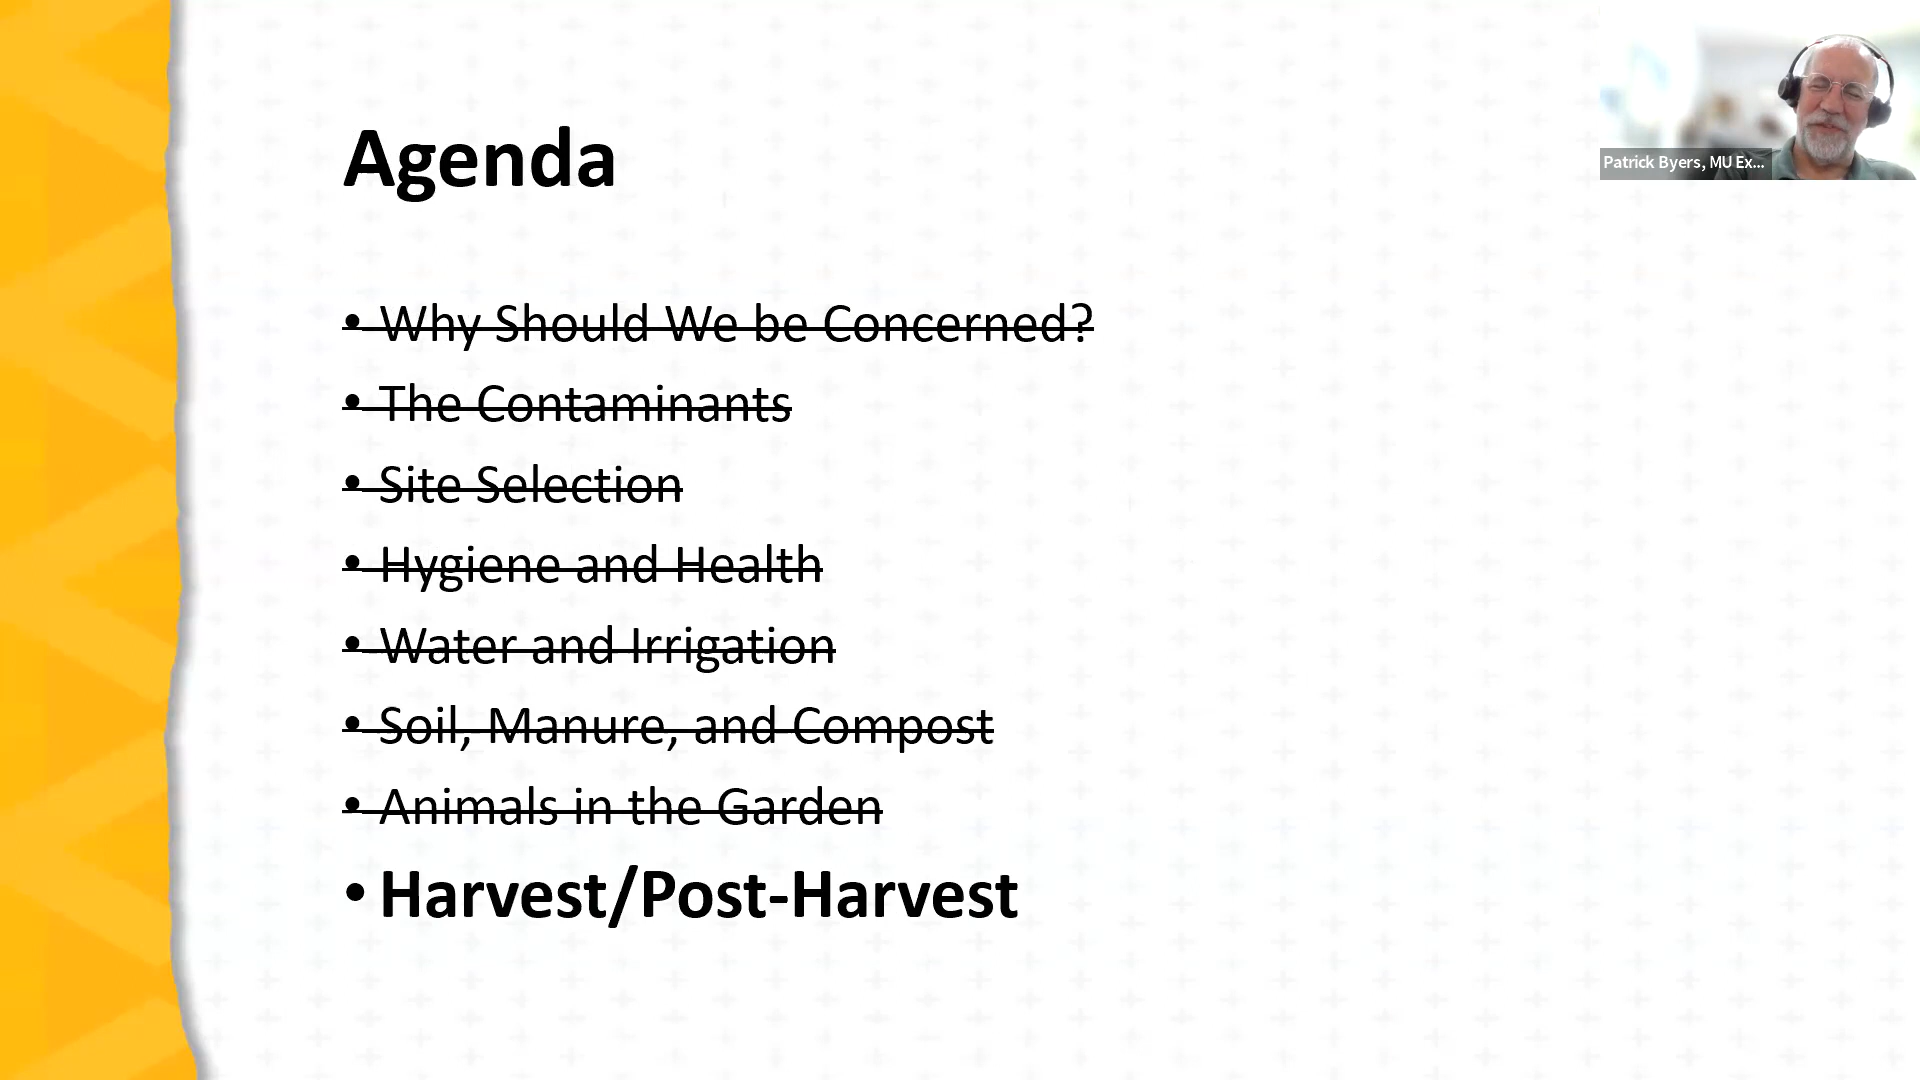 Agenda
• Why Should We be Concerned?
• The Contaminants
• Site Selection
• Hygiene and Health
• Water and Irrigation
• Soil, Manure, and Compost
• Animals in the Garden
• Harvest/Post-Harvest
Patrick Byers, MU Ex...